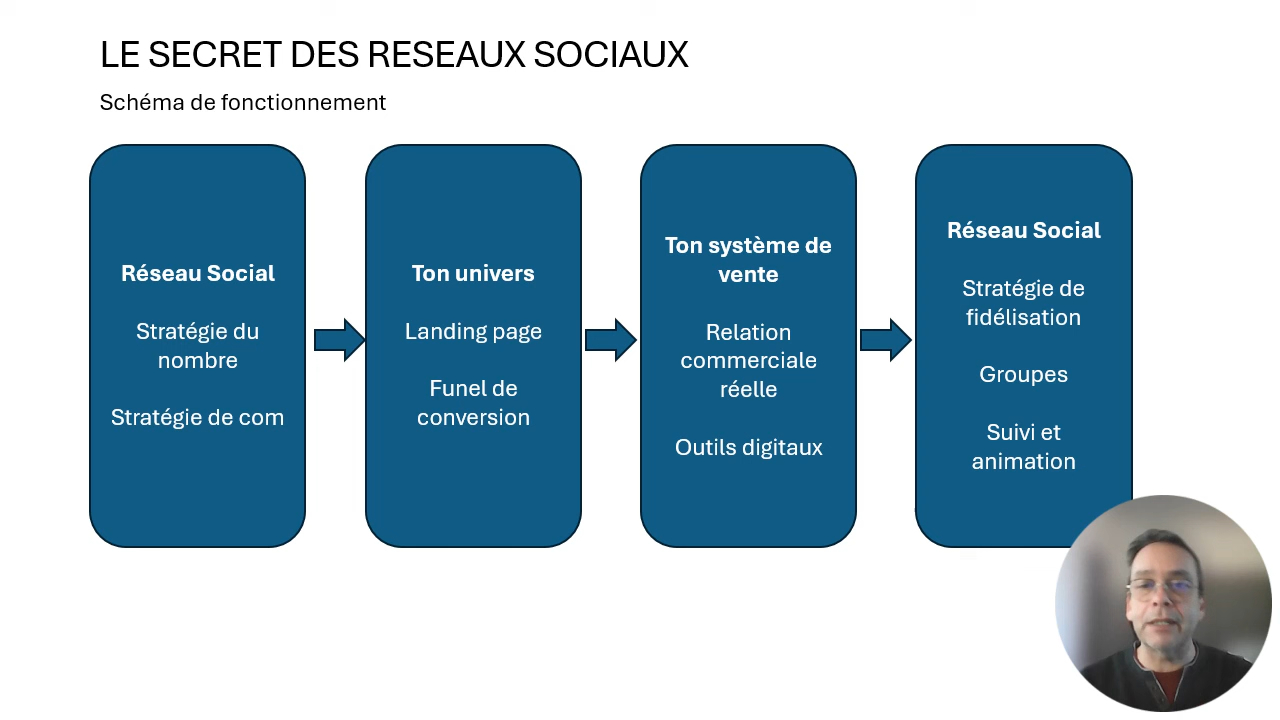 LE SECRET DES RESEAUX SOCIAUX
Schéma de fonctionnement
Réseau Social
Stratégie du
nombre
Stratégie de com
Ton univers
Landing page
Funel de
conversion
Ton système de
vente
Relation
commerciale
réelle
Outils digitaux
Réseau Social
Stratégie de
fidélisation
Groupes
Suivi et
animation